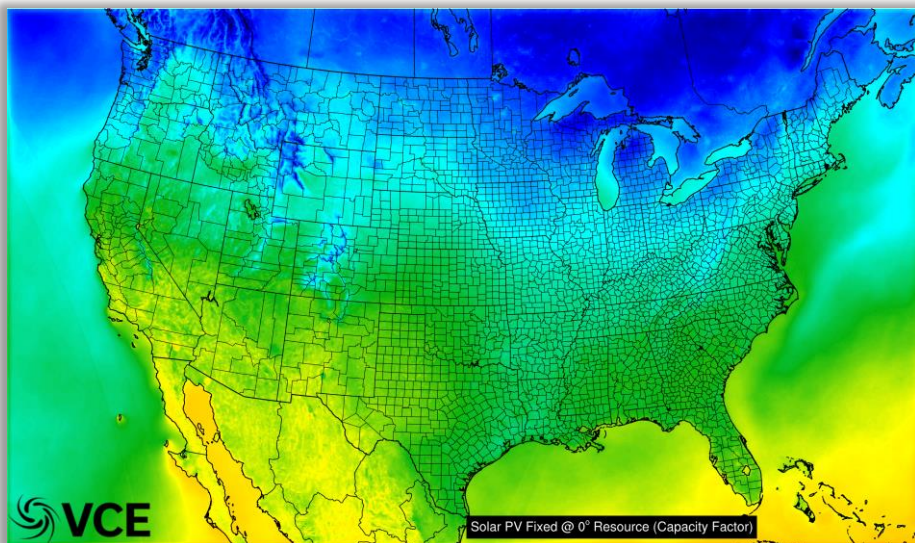 VCE
Solar PV Fixed @ 0° Resource (Capacity Factor)